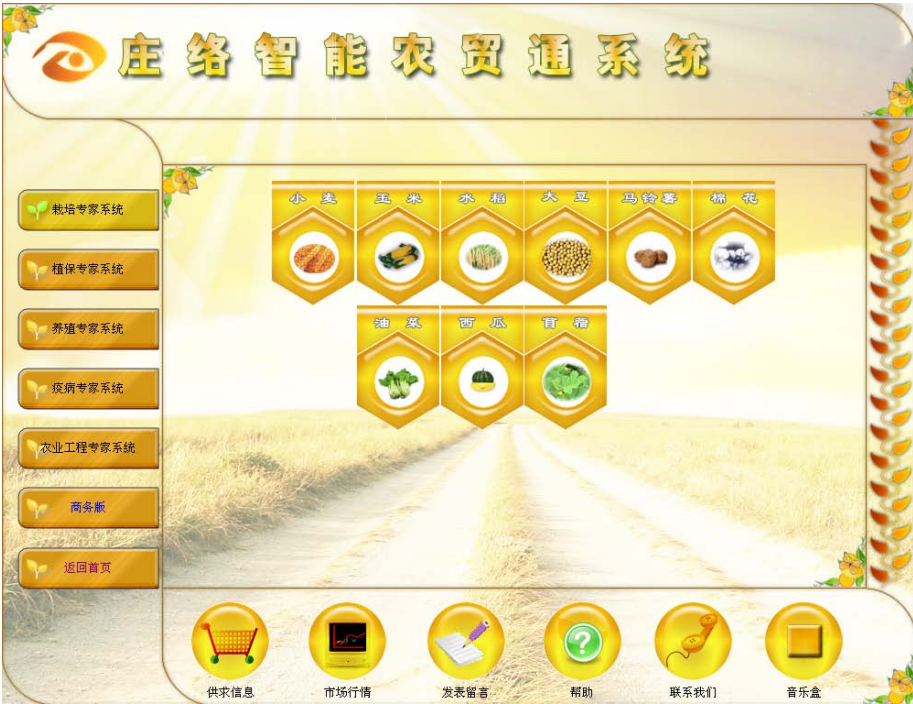 庄络智能农贸通系统
栽培专家系统
植保专家系统
养殖专家系统
疫病专家系统
农业工程专家系统
商务版
返回首页
小麦 玉米 水稻 大豆 马铃薯 棉花
油菜 西瓜 苜蓿
供求信息 市场行情 发表留言 帮助 联系我们 音乐盒